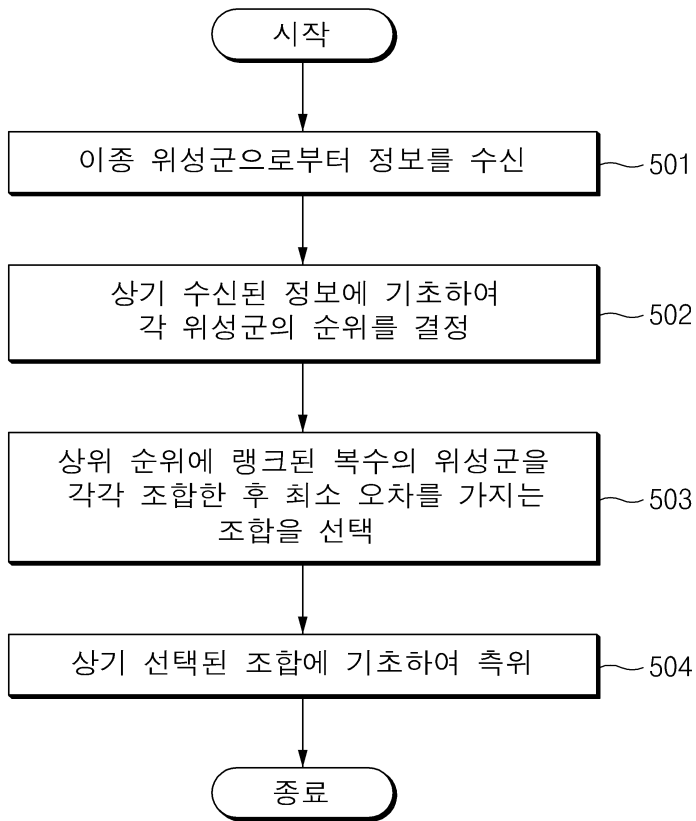 시작
이종 위성군으로부터 정보를 수신
501
상기 수신된 정보에 기초하여
각 위성군의 순위를 결정
502
상위 순위에 랭크된 복수의 위성군을
각각 조합한 후 최소 오차를 가지는
조합을 선택
503
상기 선택된 조합에 기초하여 측위
504
종료